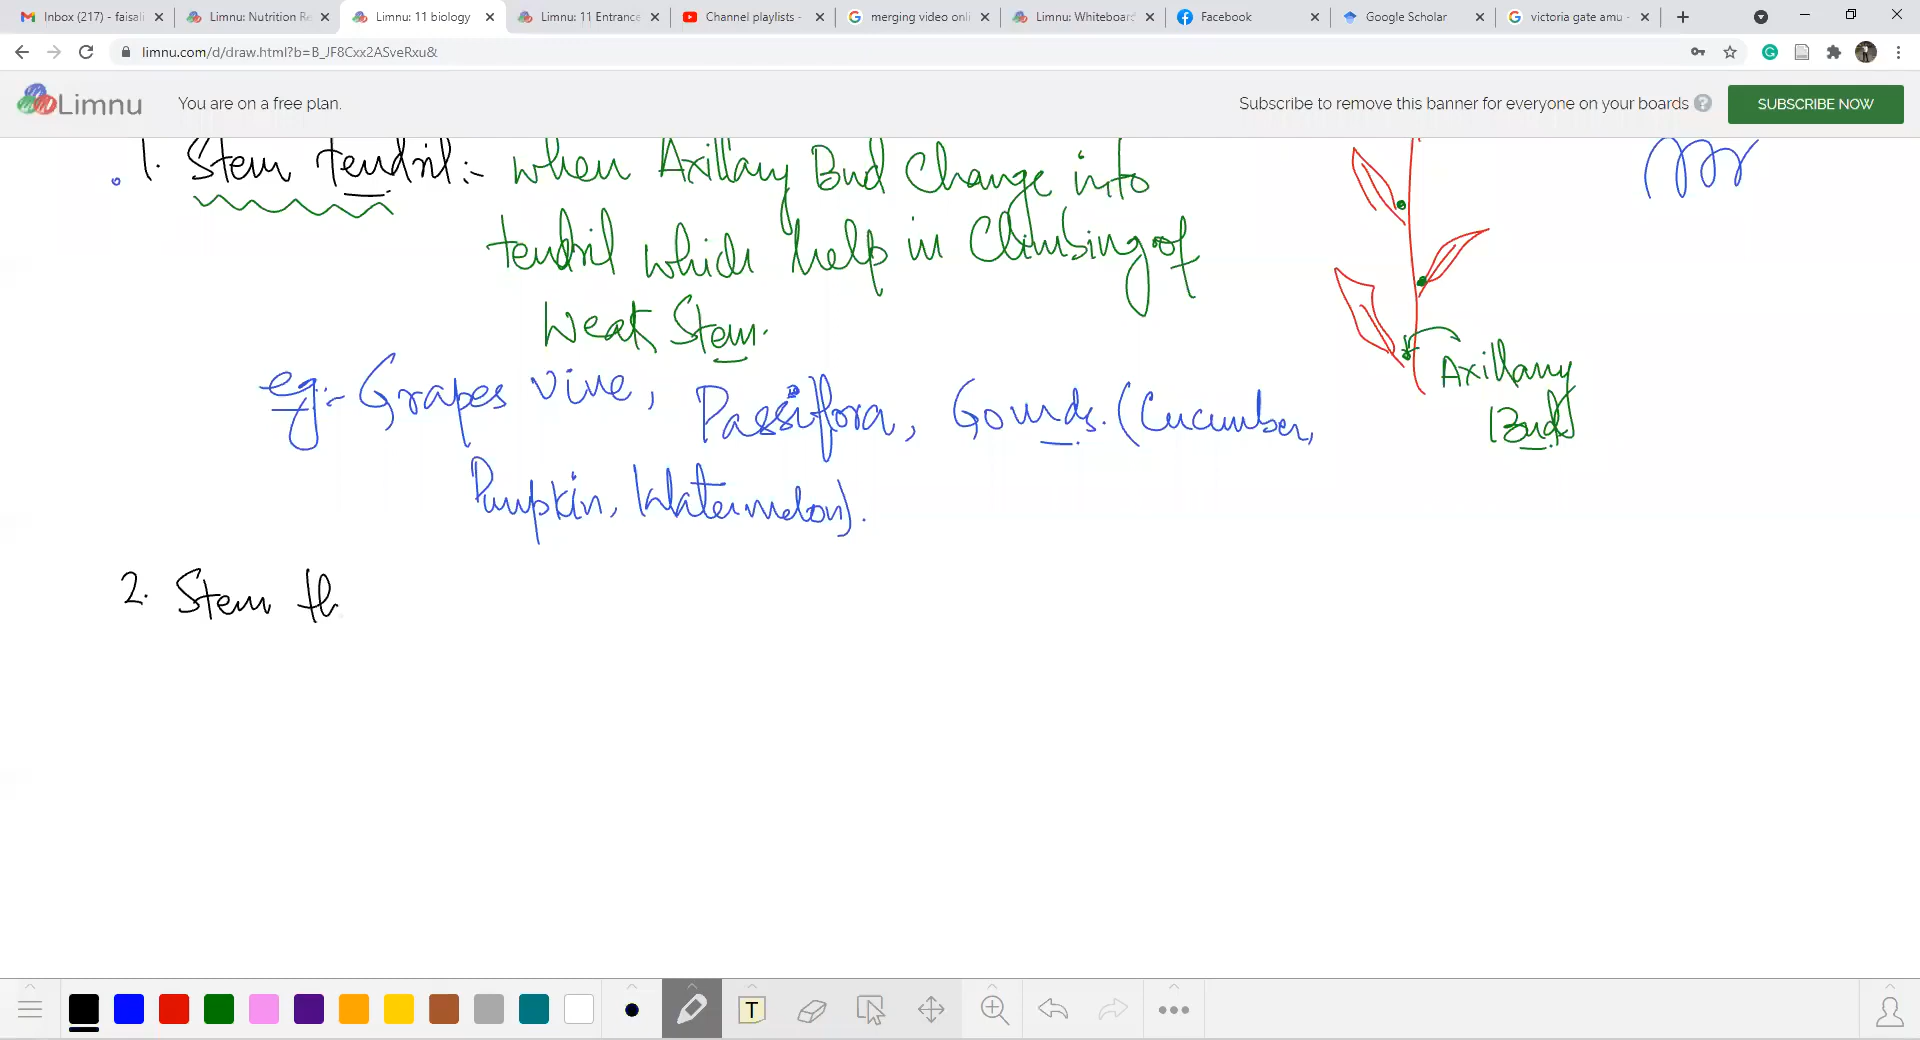 Inbox (217) - faisali
Limnu: Nutrition Re
Limnu: 11 biology
Limnu: 11 Entrance
Channel playlists -
merging video onli
Limnu: Whiteboard
Facebook
Google Scholar
victoria gate amu -
limnu.com/d/draw.html?b=B_JF8Cxx2ASveRxu&
Limnu
You are on a free plan.
Subscribe to remove this banner for everyone on your boards ?
SUBSCRIBE NOW
1. Stem tendril:- when Axillary Bud Change into
tendril which help in Climbing of
Weak Stem.
eg:- Grapes vine, Passiflora, Gourds. (Cucumber,
Pumpkin, Watermelon).
Axillary
Bud
2. Stem th
T